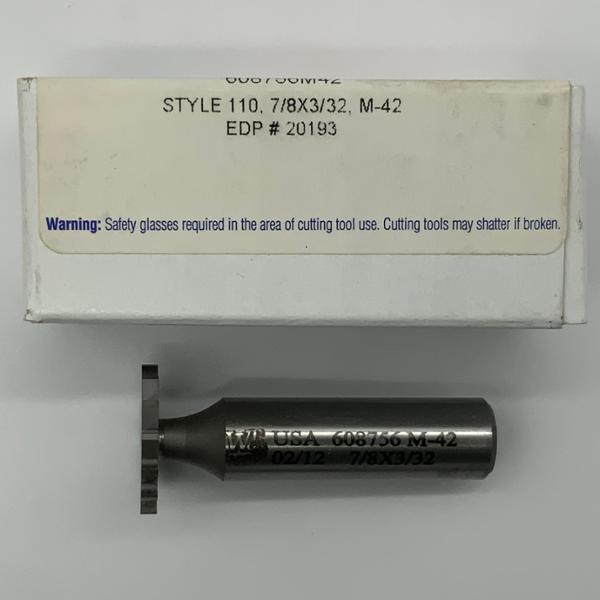 608756M42
STYLE 110, 7/8X3/32, M-42
EDP # 20193
Warning: Safety glasses required in the area of cutting tool use. Cutting tools may shatter if broken.
USA 608756 M-42
02/12 7/8X3/32